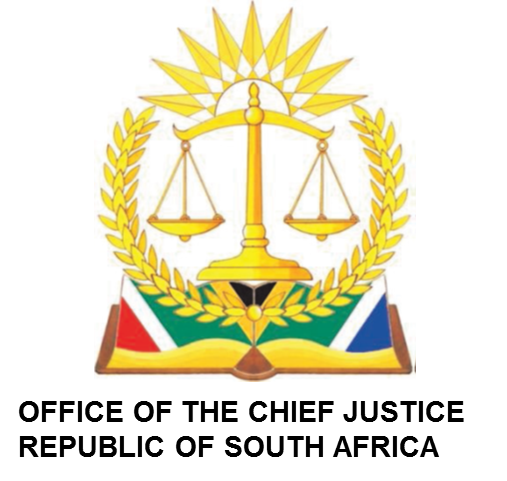 OFFICE OF THE CHIEF JUSTICE
REPUBLIC OF SOUTH AFRICA